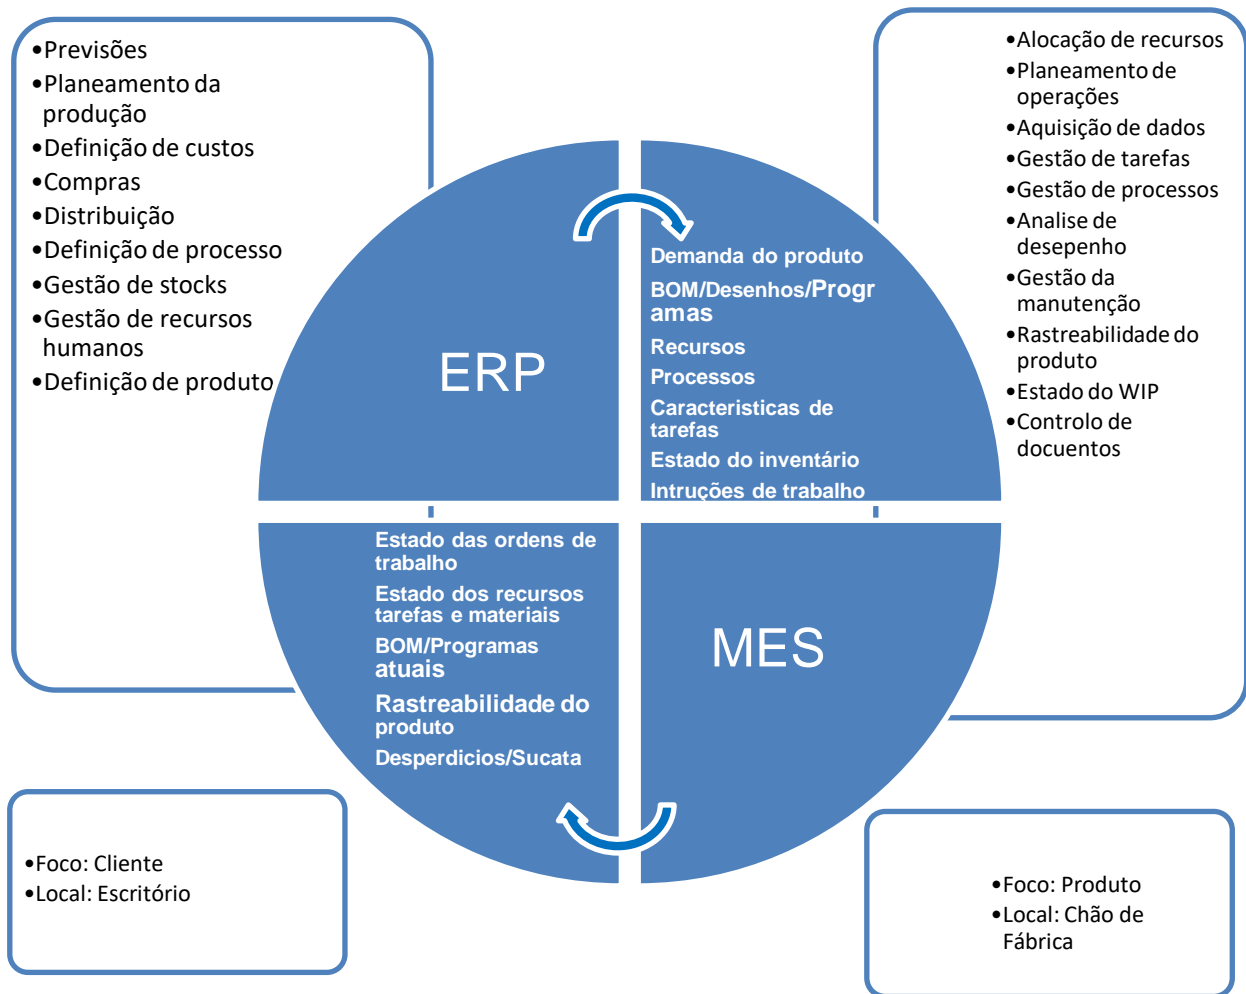 •Previsões
•Planeamento da
produção
•Definição de custos
•Compras
•Distribuição
•Definição de processo
•Gestão de stocks
•Gestão de recursos
humanos
•Definição de produto
•Alocação de recursos
•Planeamento de
operações
•Aquisição de dados
•Gestão de tarefas
•Gestão de processos
•Analise de
desepenho
•Gestão da
manutenção
•Rastreabilidade do
produto
•Estado do WIP
•Controlo de
docuentos
ERP
Demanda do produto
BOM/Desenhos/Progr
amas
Recursos
Processos
Caracteristicas de
tarefas
Estado do inventário
Intruções de trabalho
Estado das ordens de
trabalho
Estado dos recursos
tarefas e materiais
BOM/Programas
atuais
Rastreabilidade do
produto
Desperdicios/Sucata
MES
•Foco: Cliente
•Local: Escritório
•Foco: Produto
•Local: Chão de
Fábrica